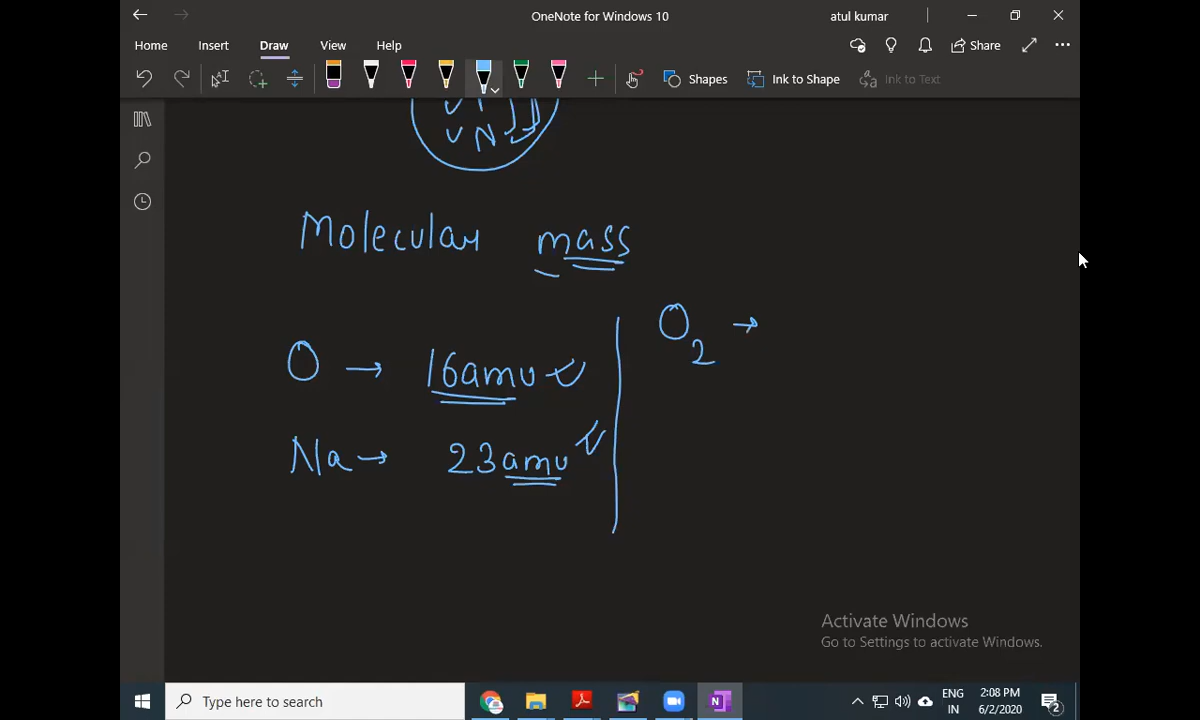 OneNote for Windows 10
atul kumar
Home Insert Draw View Help
Share
Shapes
Ink to Shape
Ink to Text
Molecular mass
O → 16amu
Na → 23amu
O2 →
Activate Windows
Go to Settings to activate Windows.
Type here to search
ENG
IN
2:08 PM
6/2/2020
2